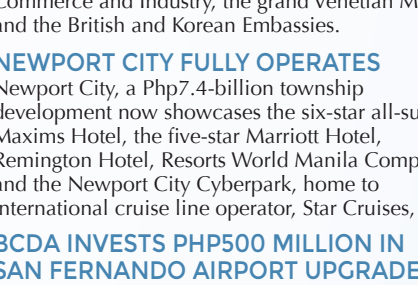 Commerce and Industry, the grand Venetian M
and the British and Korean Embassies.
NEWPORT CITY FULLY OPERATES
Newport City, a Php7.4-billion township
development now showcases the six-star all-su
Maxims Hotel, the five-star Marriott Hotel,
Remington Hotel, Resorts World Manila Comp
and the Newport City Cyberpark, home to
international cruise line operator, Star Cruises,
BCDA INVESTS PHP500 MILLION IN
SAN FERNANDO AIRPORT UPGRADE